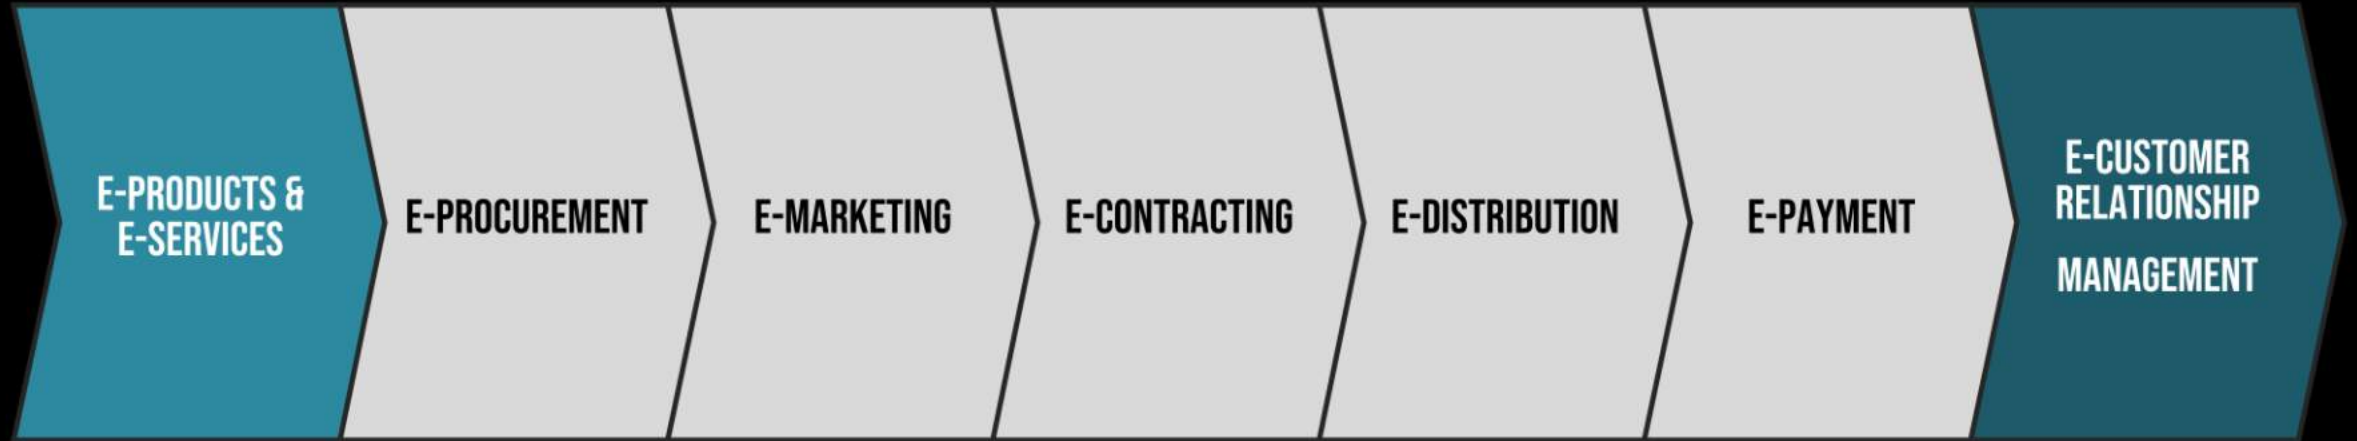 E-PRODUCTS &
E-SERVICES
E-PROCUREMENT
E-MARKETING
E-CONTRACTING
E-DISTRIBUTION
E-PAYMENT
E-CUSTOMER
RELATIONSHIP
MANAGEMENT